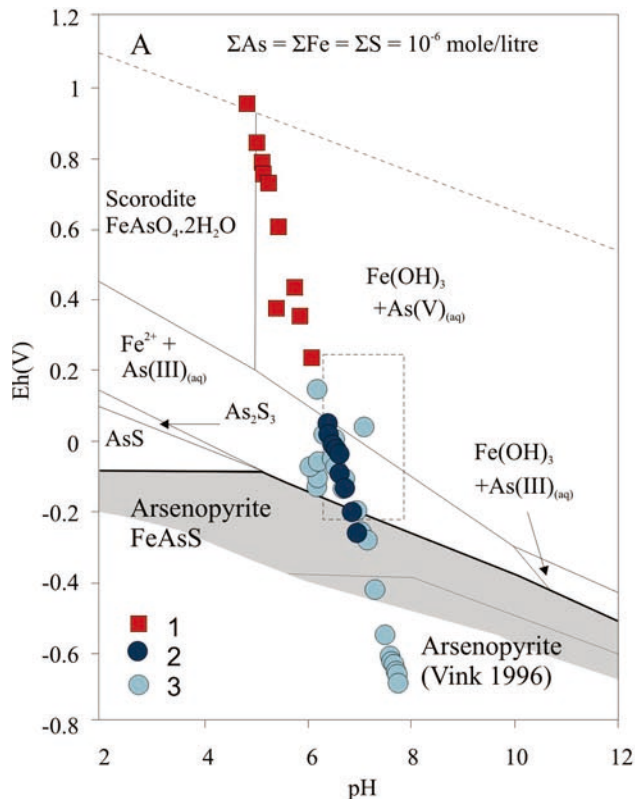 A
ΣAs = ΣFe = ΣS = 10⁻⁶ mole/litre
1.2
1
0.8
0.6
0.4
0.2
0
-0.2
-0.4
-0.6
-0.8
Eh(V)
Scorodite
FeAsO₄.2H₂O
Fe(OH)₃
+As(V)₍aq₎
Fe²⁺ +
As(III)₍aq₎
As₂S₃
AsS
Fe(OH)₃
+As(III)₍aq₎
Arsenopyrite
FeAsS
1
2
3
Arsenopyrite
(Vink 1996)
2
4
6
8
10
12
pH